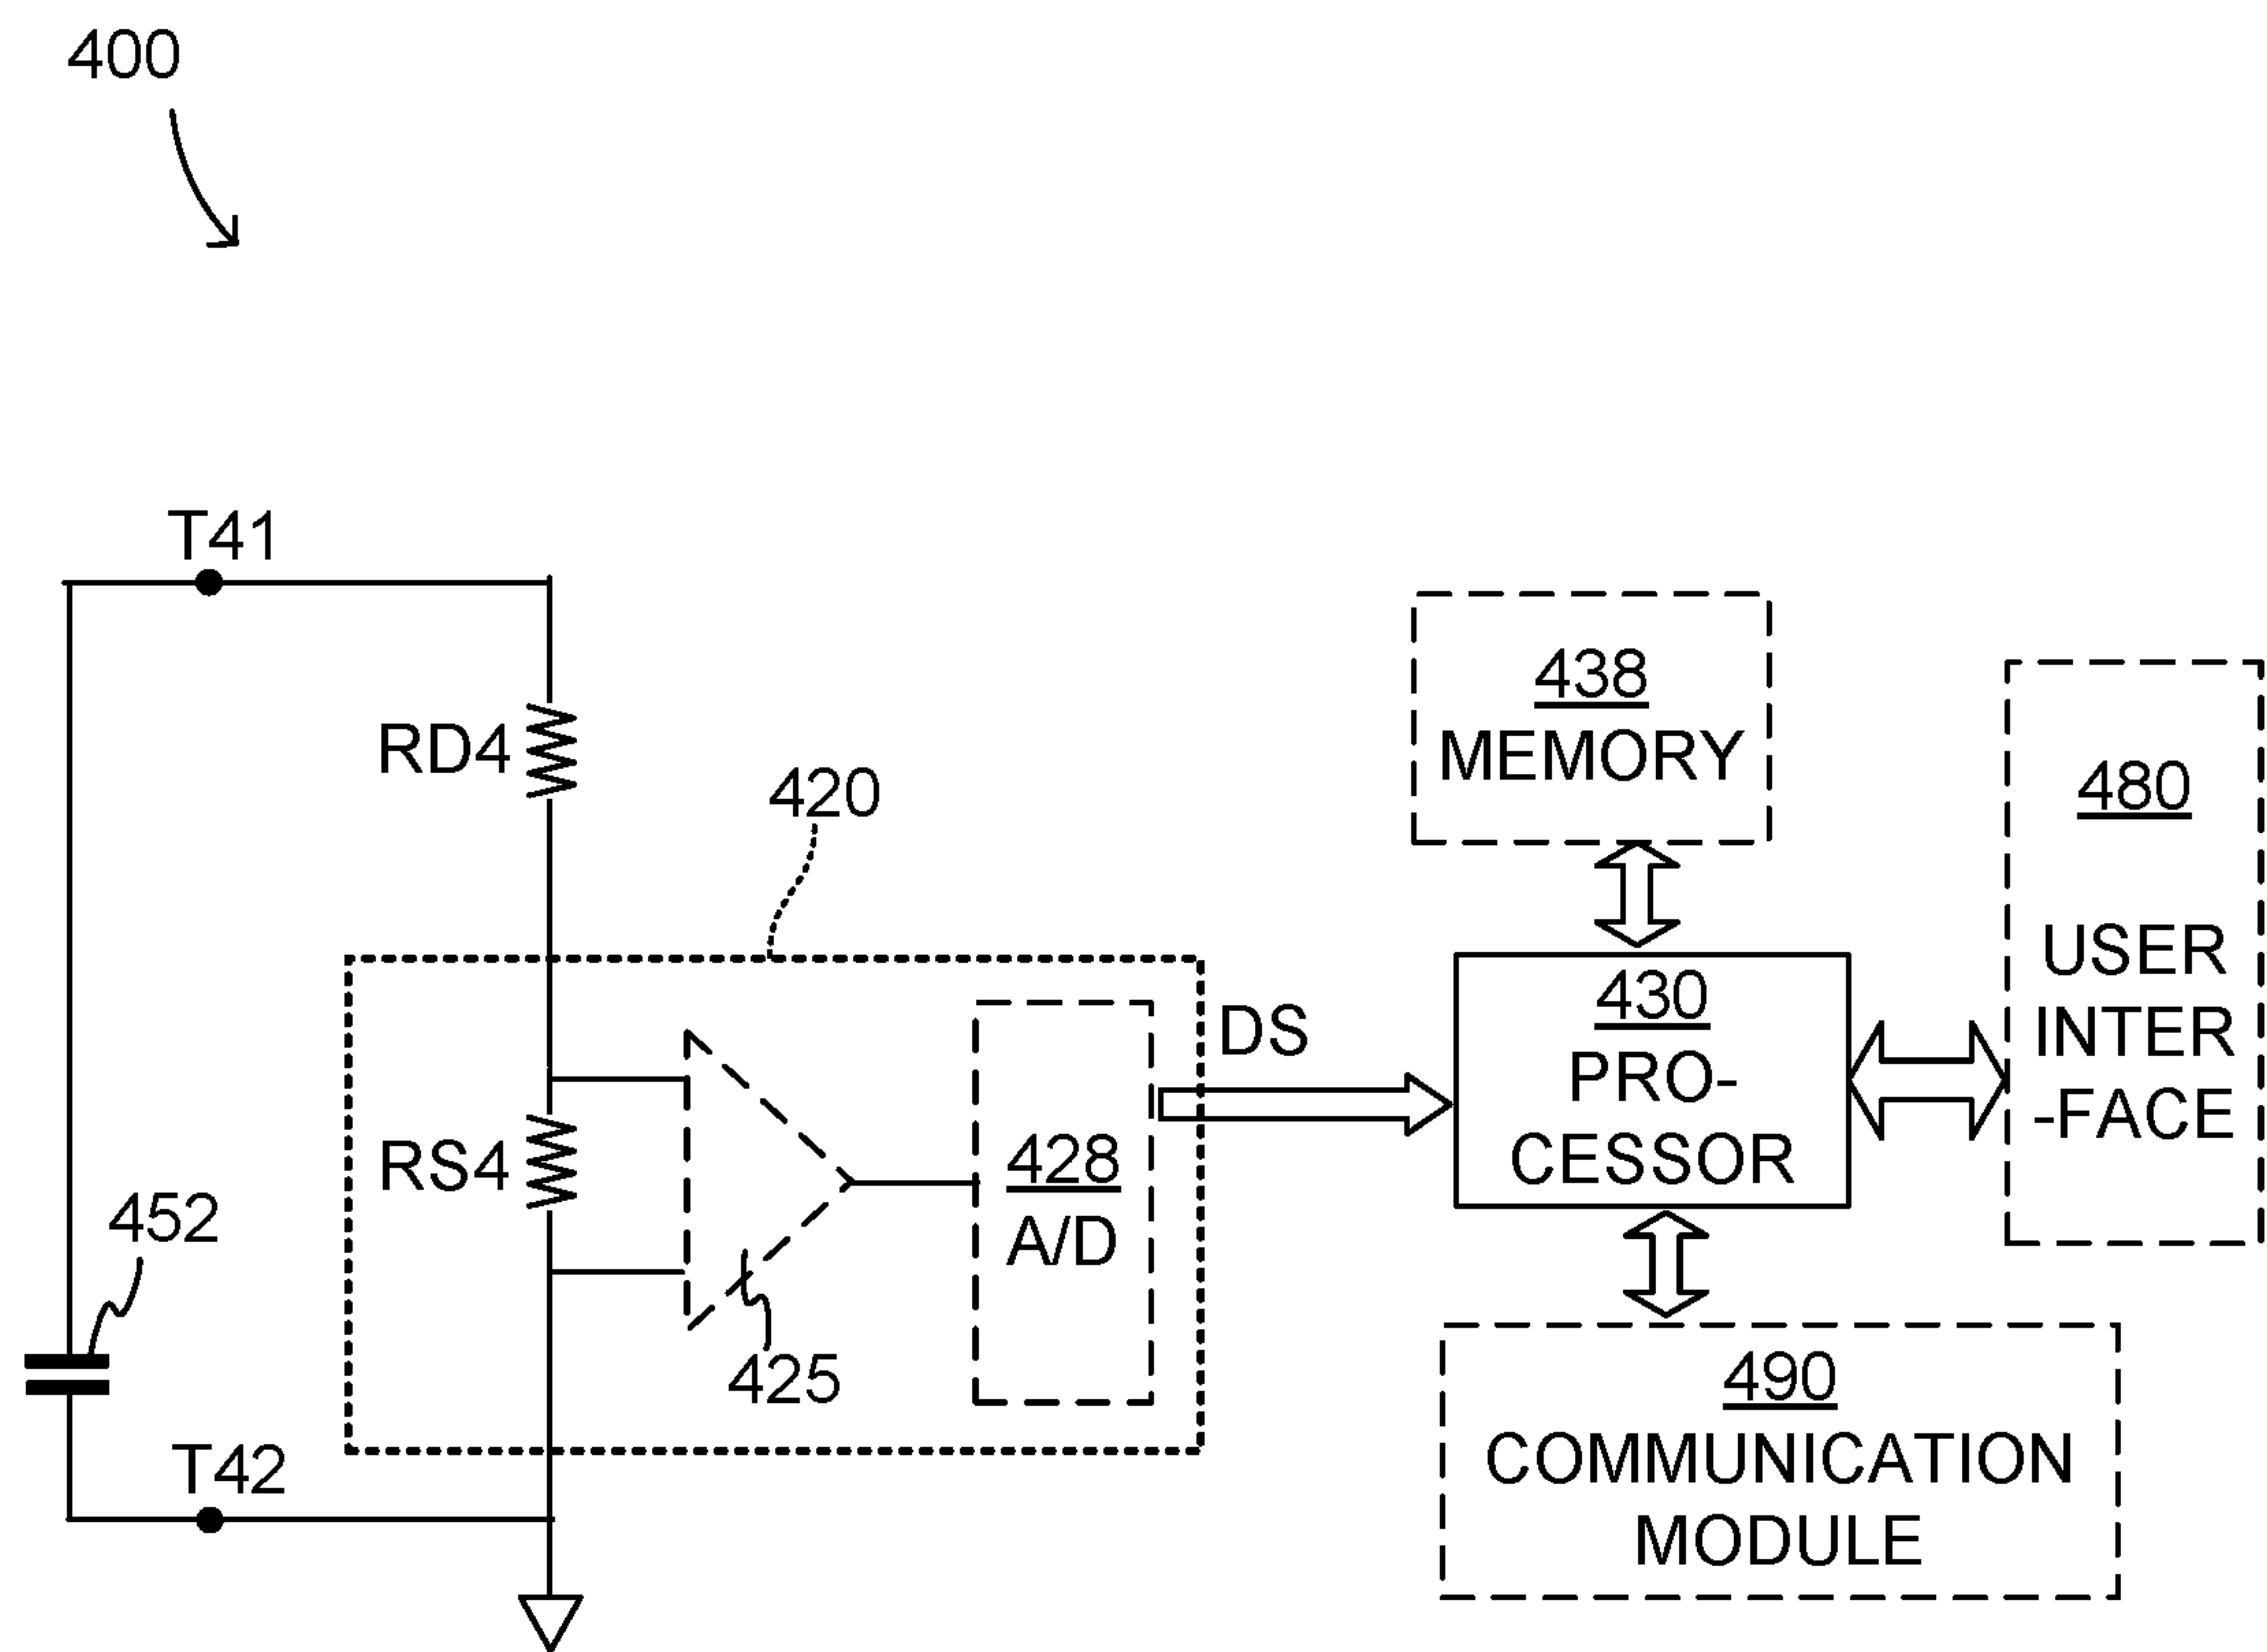 400
T41
RD4
420
438
MEMORY
480
USER
INTER
-FACE
DS
430
PRO-
CESSOR
RS4
428
A/D
452
425
490
COMMUNICATION
MODULE
T42